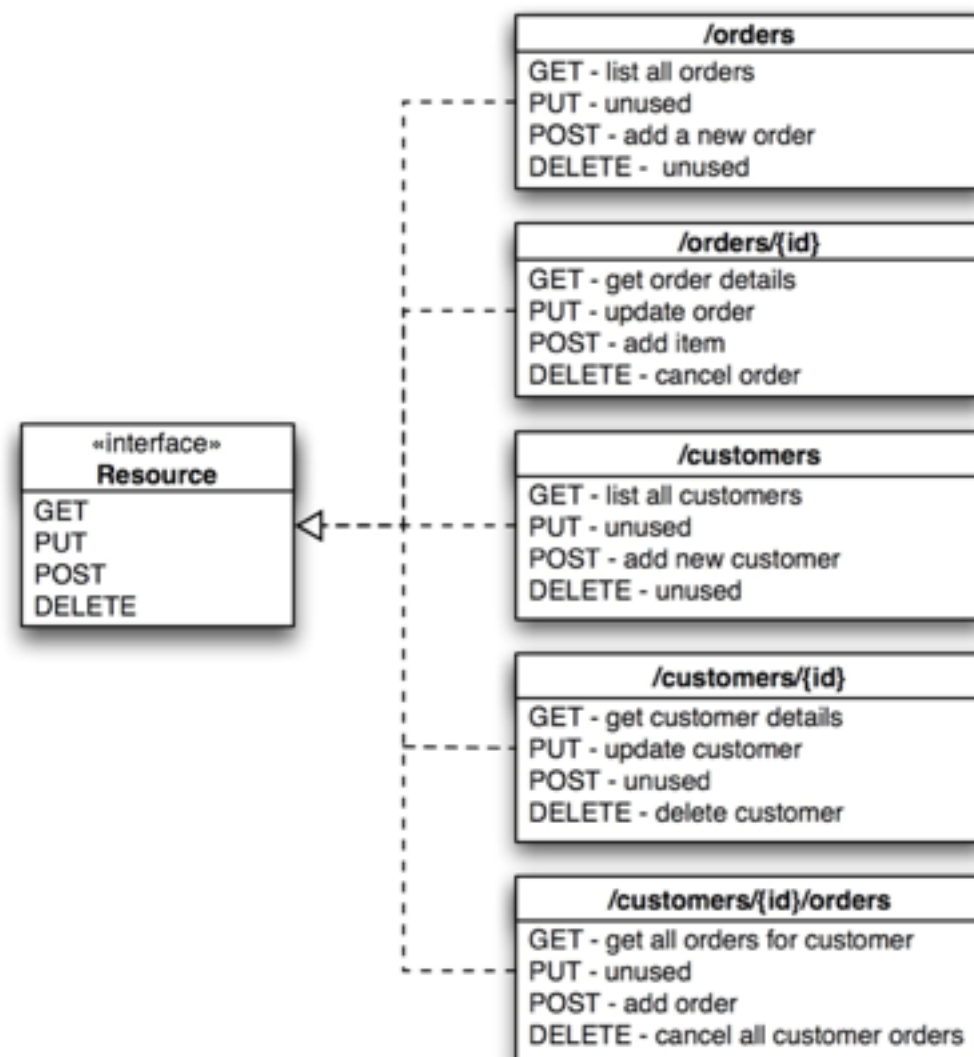 /orders
GET - list all orders
PUT - unused
POST - add a new order
DELETE -  unused
/orders/{id}
GET - get order details
PUT - update order
POST - add item
DELETE - cancel order
«interface»
Resource
GET
PUT
POST
DELETE
/customers
GET - list all customers
PUT - unused
POST - add new customer
DELETE - unused
/customers/{id}
GET - get customer details
PUT - update customer
POST - unused
DELETE - delete customer
/customers/{id}/orders
GET - get all orders for customer
PUT - unused
POST - add order
DELETE - cancel all customer orders